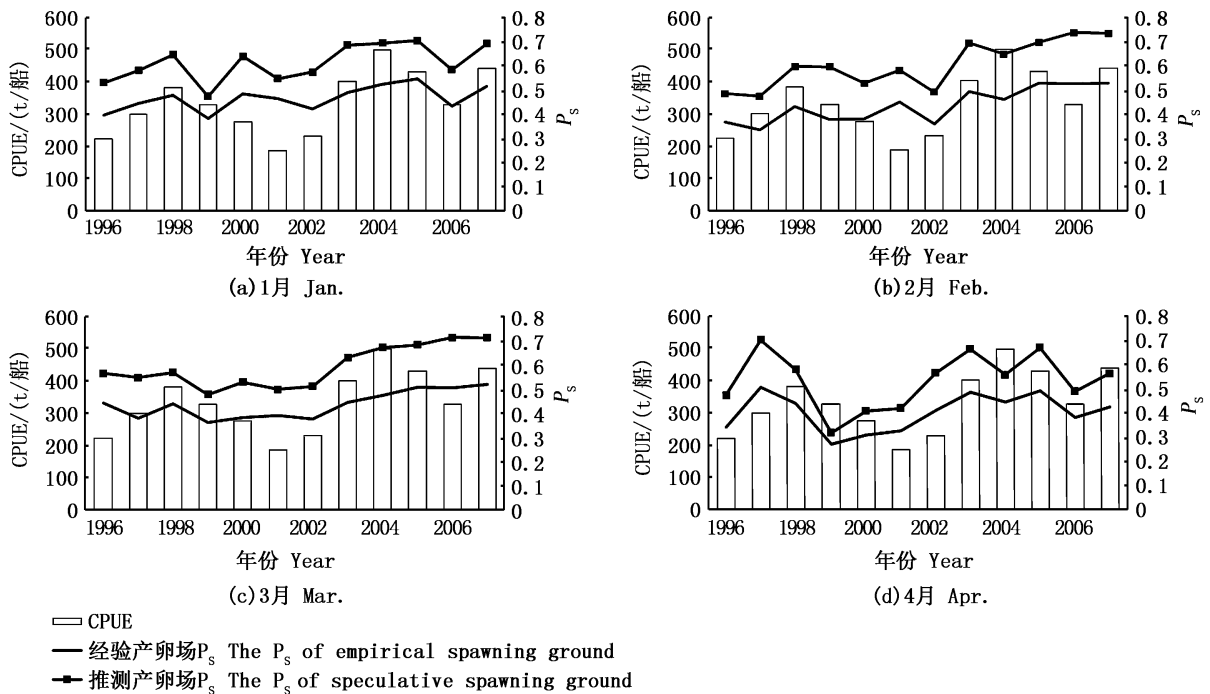 600
500
400
300
200
100
0
CPUE/(t/船)
0.8
0.7
0.6
0.5
0.4
0.3
0.2
0.1
0
Ps
1996 1998 2000 2002 2004 2006
年份 Year
(a)1月 Jan.
600
500
400
300
200
100
0
CPUE/(t/船)
0.8
0.7
0.6
0.5
0.4
0.3
0.2
0.1
0
Ps
1996 1998 2000 2002 2004 2006
年份 Year
(b)2月 Feb.
600
500
400
300
200
100
0
CPUE/(t/船)
0.8
0.7
0.6
0.5
0.4
0.3
0.2
0.1
0
Ps
1996 1998 2000 2002 2004 2006
年份 Year
(c)3月 Mar.
600
500
400
300
200
100
0
CPUE/(t/船)
0.8
0.7
0.6
0.5
0.4
0.3
0.2
0.1
0
Ps
1996 1998 2000 2002 2004 2006
年份 Year
(d)4月 Apr.
CPUE
经验产卵场Ps The Ps of empirical spawning ground
推测产卵场Ps The Ps of speculative spawning ground